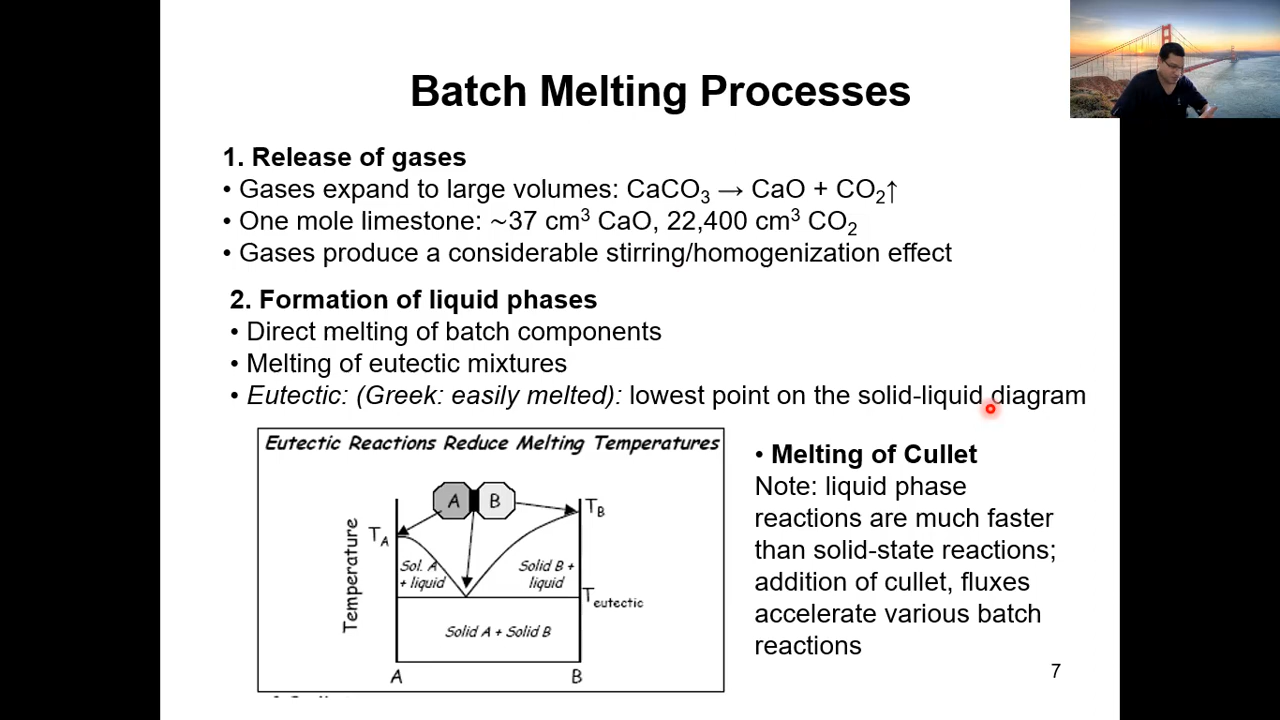 Batch Melting Processes
1. Release of gases
• Gases expand to large volumes: CaCO₃ → CaO + CO₂↑
• One mole limestone: ~37 cm³ CaO, 22,400 cm³ CO₂
• Gases produce a considerable stirring/homogenization effect
2. Formation of liquid phases
• Direct melting of batch components
• Melting of eutectic mixtures
• Eutectic: (Greek: easily melted): lowest point on the solid-liquid diagram
Eutectic Reactions Reduce Melting Temperatures
A B
T_B
T_A
Temperature
Sol. A
+ liquid
Solid B +
liquid
T_eutectic
Solid A + Solid B
A
B
• Melting of Cullet
Note: liquid phase
reactions are much faster
than solid-state reactions;
addition of cullet, fluxes
accelerate various batch
reactions
7